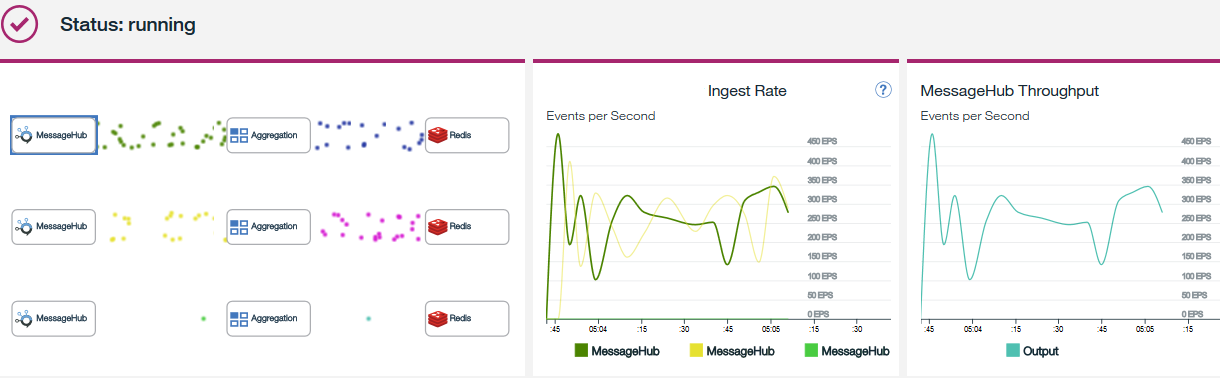 Status: running
MessageHub
Aggregation
Redis
MessageHub
Aggregation
Redis
MessageHub
Aggregation
Redis
Ingest Rate
?
Events per Second
450 EPS
400 EPS
350 EPS
300 EPS
250 EPS
200 EPS
150 EPS
100 EPS
50 EPS
0 EPS
:45 05:04 :15 :30 :45 05:05 :15 :30
MessageHub MessageHub MessageHub
MessageHub Throughput
Events per Second
450 EPS
400 EPS
350 EPS
300 EPS
250 EPS
200 EPS
150 EPS
100 EPS
50 EPS
0 EPS
:45 05:04 :15 :30 :45 05:05 :15
Output